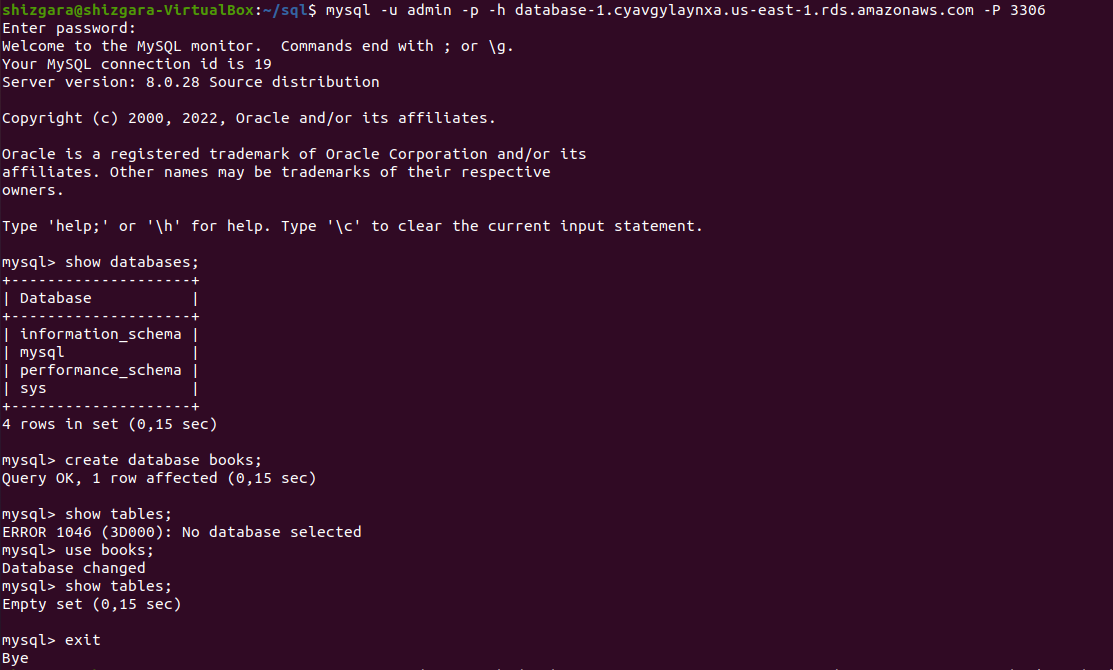 shizgara@shizgara-VirtualBox:~/sql$ mysql -u admin -p -h database-1.cyavgylaynxa.us-east-1.rds.amazonaws.com -P 3306
Enter password:
Welcome to the MySQL monitor.  Commands end with ; or \g.
Your MySQL connection id is 19
Server version: 8.0.28 Source distribution

Copyright (c) 2000, 2022, Oracle and/or its affiliates.

Oracle is a registered trademark of Oracle Corporation and/or its
affiliates. Other names may be trademarks of their respective
owners.

Type 'help;' or '\h' for help. Type '\c' to clear the current input statement.

mysql> show databases;
+--------------------+
| Database           |
+--------------------+
| information_schema |
| mysql              |
| performance_schema |
| sys                |
+--------------------+
4 rows in set (0,15 sec)

mysql> create database books;
Query OK, 1 row affected (0,15 sec)

mysql> show tables;
ERROR 1046 (3D000): No database selected
mysql> use books;
Database changed
mysql> show tables;
Empty set (0,15 sec)

mysql> exit
Bye